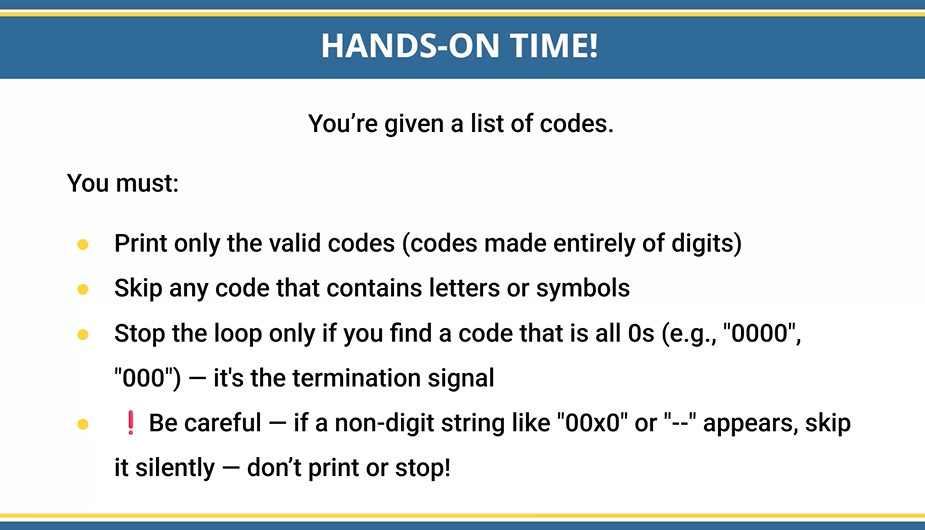 HANDS-ON TIME!
You’re given a list of codes.
You must:
● Print only the valid codes (codes made entirely of digits)
● Skip any code that contains letters or symbols
● Stop the loop only if you find a code that is all 0s (e.g., "0000",
"000") — it's the termination signal
● ❗ Be careful — if a non-digit string like "00x0" or "--" appears, skip
it silently — don’t print or stop!